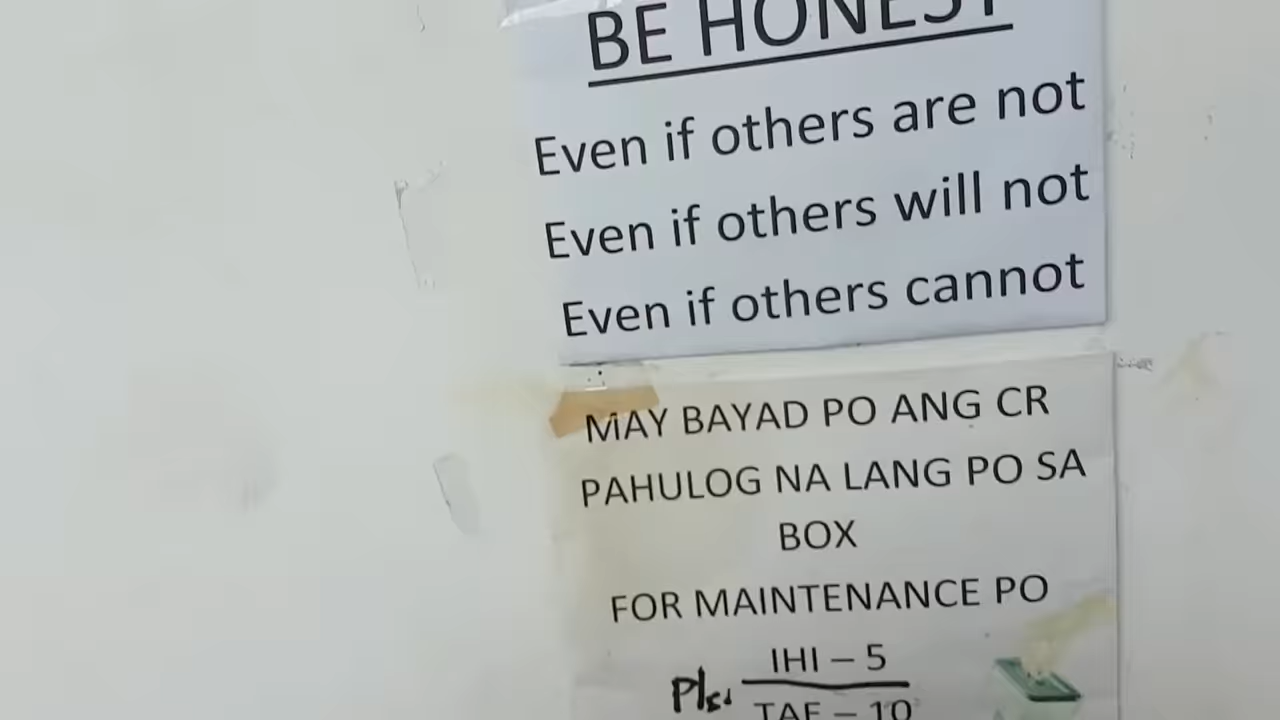 BE HONEST
Even if others are not
Even if others will not
Even if others cannot
MAY BAYAD PO ANG CR
PAHULOG NA LANG PO SA
BOX
FOR MAINTENANCE PO
IHI – 5
Pls.
TAE – 10